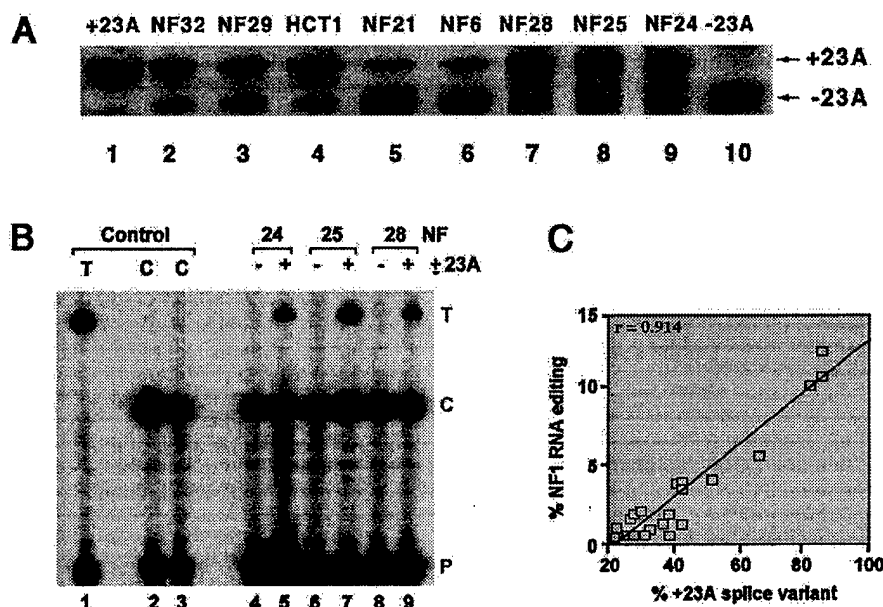 A
+23A NF32 NF29 HCT1 NF21 NF6 NF28 NF25 NF24 -23A
+23A
-23A
1 2 3 4 5 6 7 8 9 10
B
Control 24 25 28 NF
T C C - + - + - + ±23A
T
C
P
1 2 3 4 5 6 7 8 9
C
r = 0.914
% NF1 RNA editing
15
10
5
0
20 40 60 80 100
% +23A splice variant